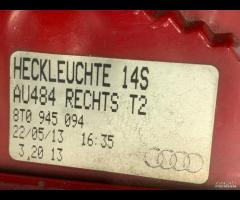 HECKLEUCHTE 14S
AU484 RECHTS T2
8T0 945 094
22/05/13 16:35
3,20 13